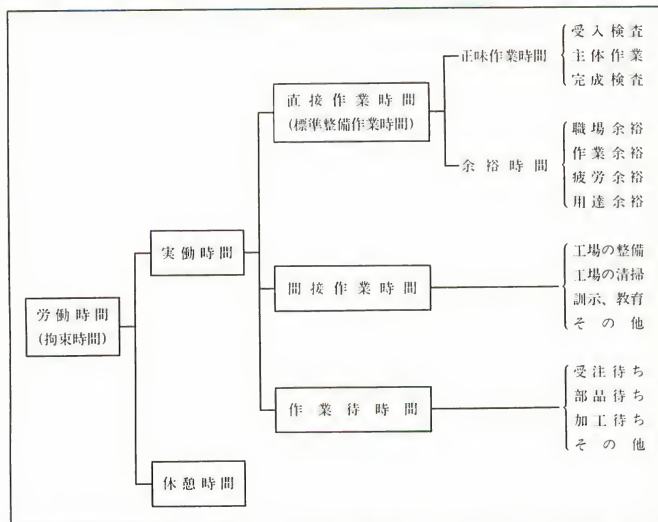 受入検査
正味作業時間
主体作業
完成検査
直接作業時間
(標準整備作業時間)
職場余裕
作業余裕
余裕時間
疲労余裕
用達余裕
実働時間
工場の整備
工場の清掃
間接作業時間
訓示、教育
その他
労働時間
(拘束時間)
受注待ち
部品待ち
作業待時間
加工待ち
その他
休憩時間